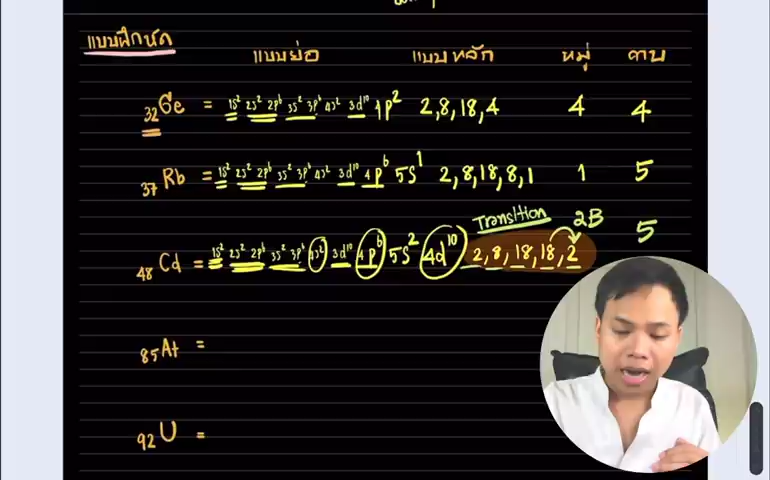 แบบฝึกหัด
แบบย่อ แบบหลัก หมู่ คาบ
₃₂Ge = 1s² 2s² 2p⁶ 3s² 3p⁶ 4s² 3d¹⁰ 4p² 2,8,18,4 4 4
₃₇Rb = 1s² 2s² 2p⁶ 3s² 3p⁶ 4s² 3d¹⁰ 4p⁶ 5s¹ 2,8,18,8,1 1 5
Transition 2B
₄₈Cd = 1s² 2s² 2p⁶ 3s² 3p⁶ 4s² 3d¹⁰ 4p⁶ 5s² 4d¹⁰ 2,8,18,18,2 5
₈₅At =
₉₂U =